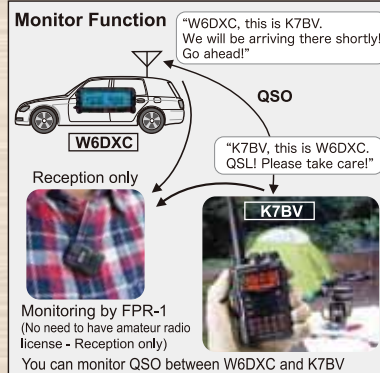 Monitor Function
“W6DXC, this is K7BV.
We will be arriving there shortly!
Go ahead!”
QSO
W6DXC
“K7BV, this is W6DXC.
QSL! Please take care!”
Reception only
K7BV
Monitoring by FPR-1
(No need to have amateur radio
license - Reception only)
You can monitor QSO between W6DXC and K7BV